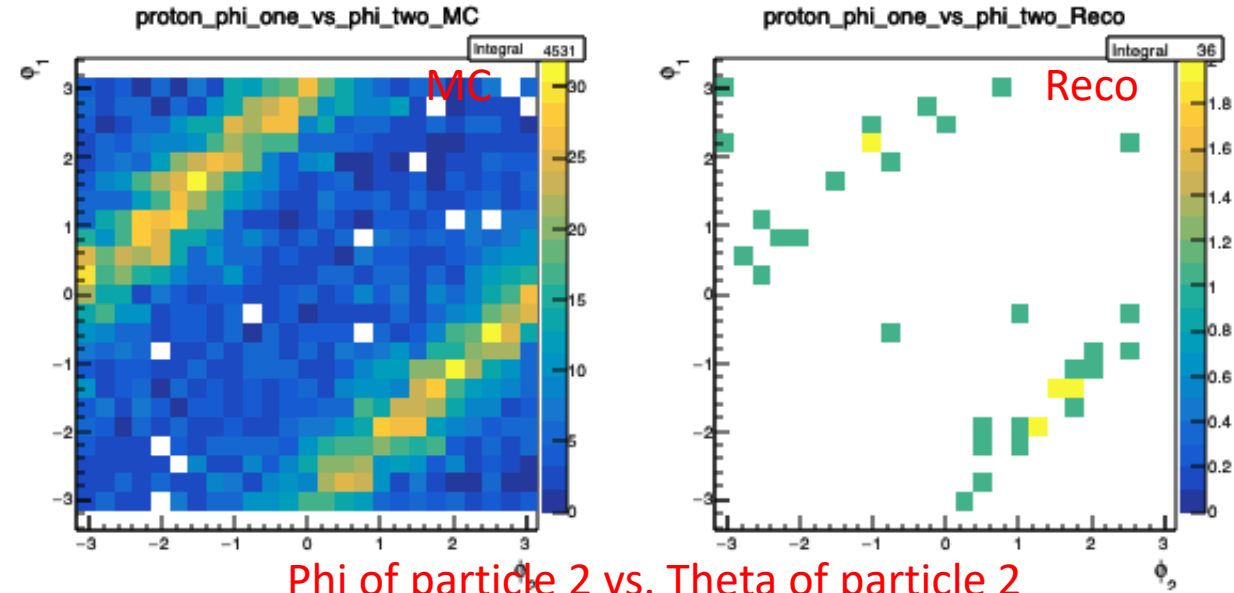 proton_phi_one_vs_phi_two_MC
Integral 4531
ϕ1
MC
3
2
1
0
−1
−2
−3
30
25
20
15
10
5
0
−3 −2 −1 0 1 2 3
ϕ2
proton_phi_one_vs_phi_two_Reco
Integral 36
ϕ1
Reco
3
2
1
0
−1
−2
−3
2
1.8
1.6
1.4
1.2
1
0.8
0.6
0.4
0.2
0
−3 −2 −1 0 1 2 3
ϕ2
Phi of particle 2 vs. Theta of particle 2